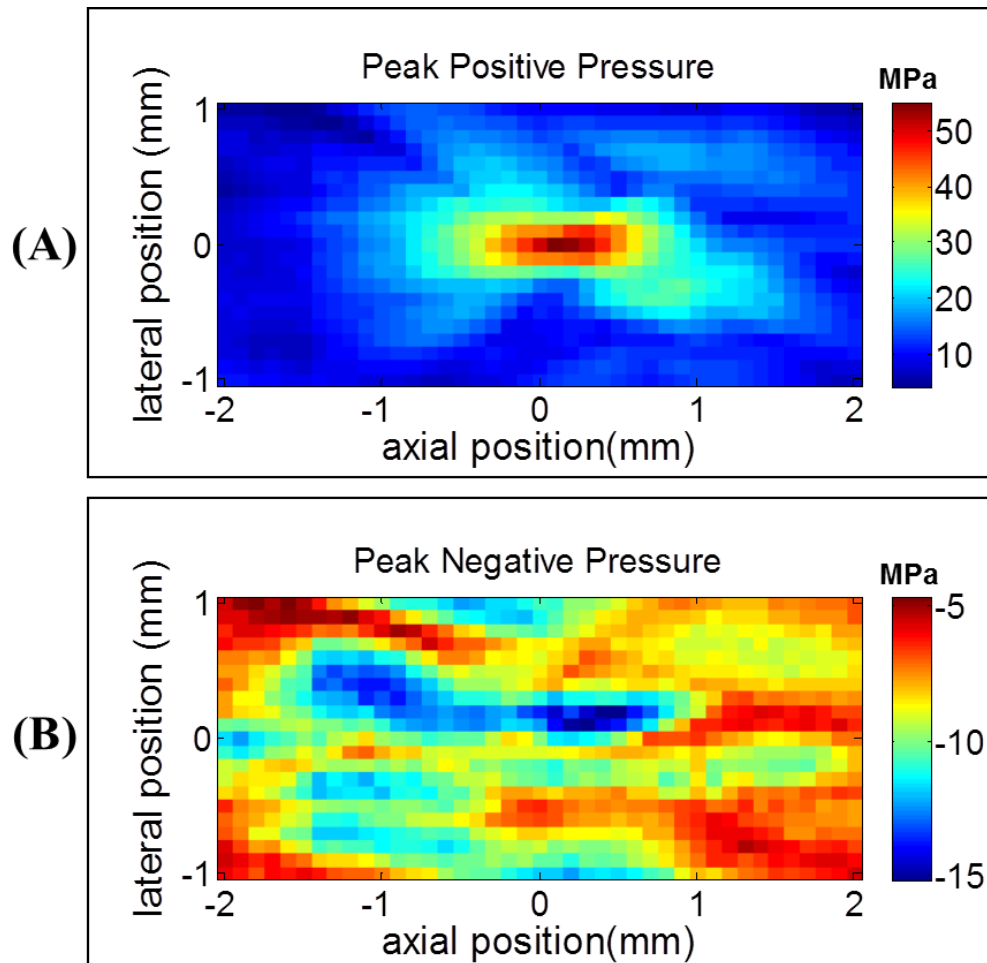 (A)
Peak Positive Pressure
MPa
lateral position (mm)
1
0
-1
-2
-1
0
1
2
axial position(mm)
50
40
30
20
10
(B)
Peak Negative Pressure
MPa
lateral position (mm)
1
0
-1
-2
-1
0
1
2
axial position(mm)
-5
-10
-15